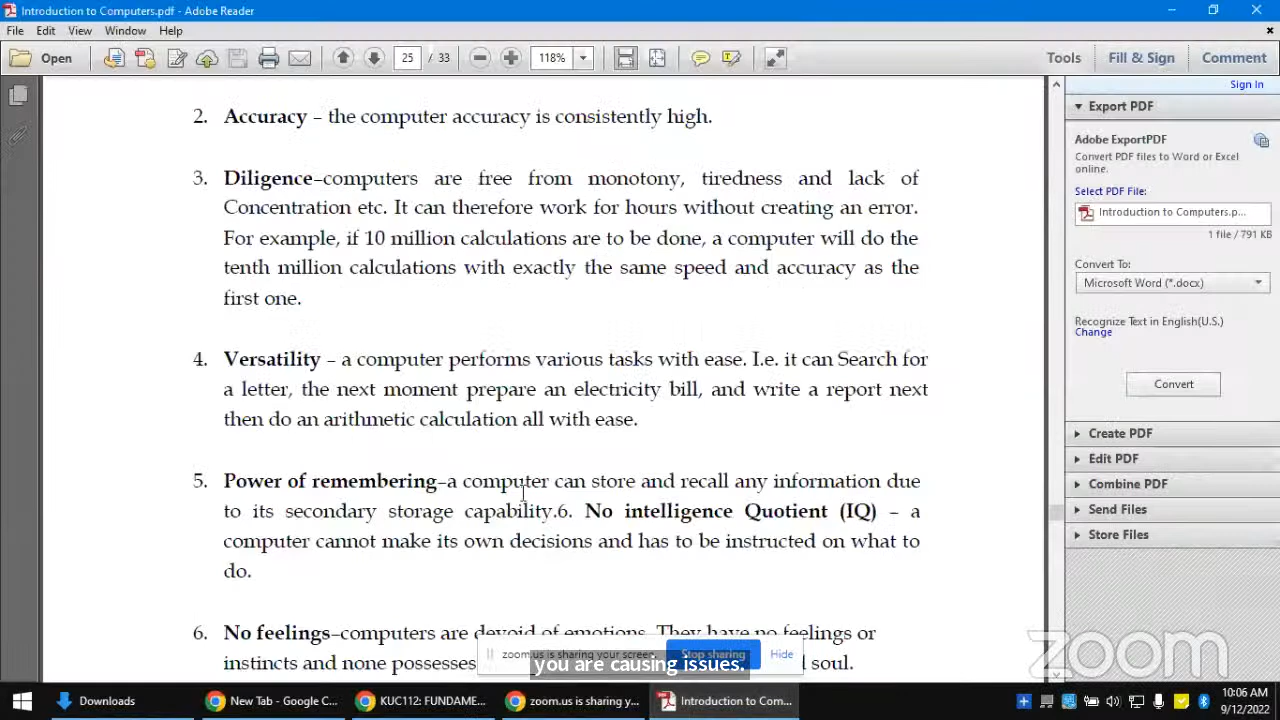 Introduction to Computers.pdf - Adobe Reader
File Edit View Window Help
Open 25 / 33 118% Tools Fill & Sign Comment
Sign In
2. Accuracy – the computer accuracy is consistently high.
3. Diligence–computers are free from monotony, tiredness and lack of
Concentration etc. It can therefore work for hours without creating an error.
For example, if 10 million calculations are to be done, a computer will do the
tenth million calculations with exactly the same speed and accuracy as the
first one.
4. Versatility – a computer performs various tasks with ease. I.e. it can Search for
a letter, the next moment prepare an electricity bill, and write a report next
then do an arithmetic calculation all with ease.
5. Power of remembering–a computer can store and recall any information due
to its secondary storage capability.6. No intelligence Quotient (IQ) – a
computer cannot make its own decisions and has to be instructed on what to
do.
6. No feelings–computers are devoid of emotions. They have no feelings or
instincts and none possesses soul.
Export PDF
Adobe ExportPDF
Convert PDF files to Word or Excel
online.
Select PDF File:
Introduction to Computers.p...
1 file / 791 KB
Convert To:
Microsoft Word (*.docx)
Recognize Text in English(U.S.)
Change
Convert
Create PDF
Edit PDF
Combine PDF
Send Files
Store Files
zoom.us is sharing your screen. Stop sharing Hide
you are causing issues.
zoom
Downloads New Tab - Google C... KUC112: FUNDAME... zoom.us is sharing y... Introduction to Com...
10:06 AM
9/12/2022